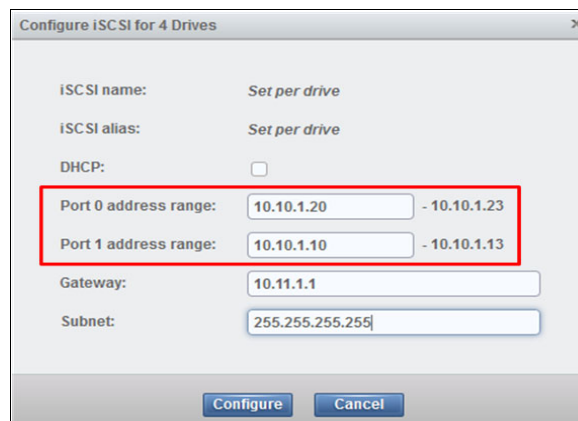 Configure iSCSI for 4 Drives
iSCSI name: Set per drive
iSCSI alias: Set per drive
DHCP:
Port 0 address range: 10.10.1.20 - 10.10.1.23
Port 1 address range: 10.10.1.10 - 10.10.1.13
Gateway: 10.11.1.1
Subnet: 255.255.255.255
Configure Cancel